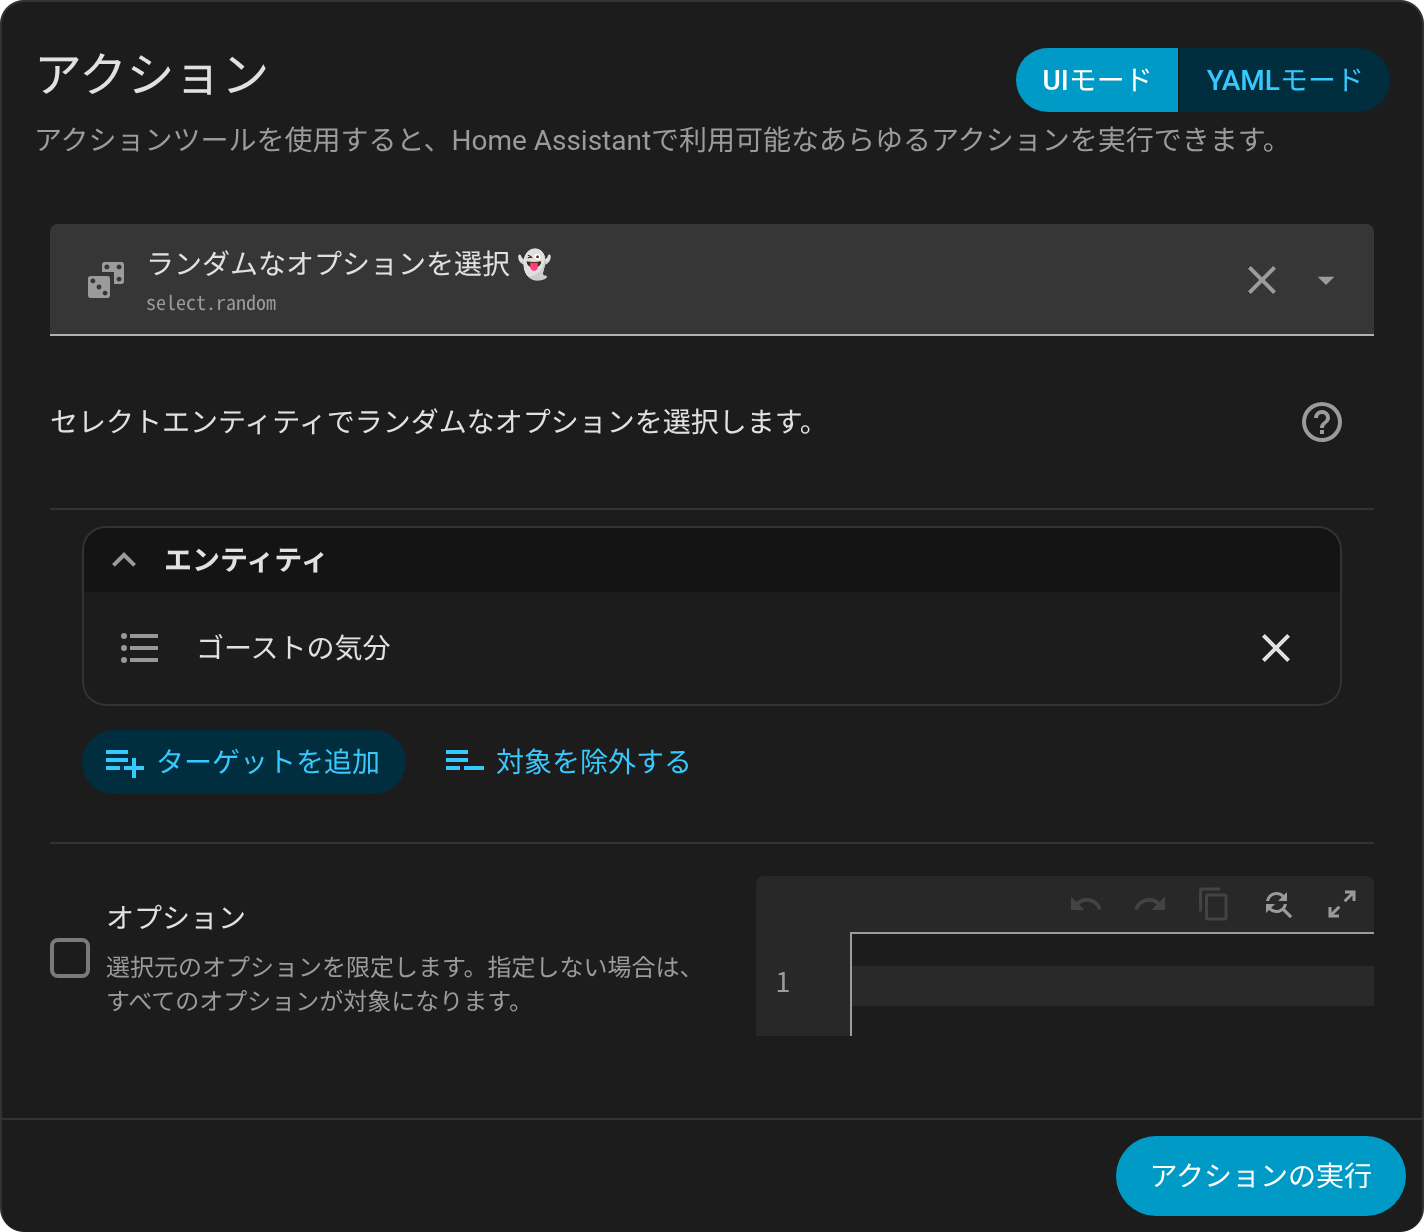 アクション
UIモード
YAMLモード
アクションツールを使用すると、Home Assistantで利用可能なあらゆるアクションを実行できます。
ランダムなオプションを選択 👻
select.random
セレクトエンティティでランダムなオプションを選択します。
エンティティ
ゴーストの気分
ターゲットを追加
対象を除外する
オプション
選択元のオプションを限定します。指定しない場合は、
すべてのオプションが対象になります。
1
アクションの実行